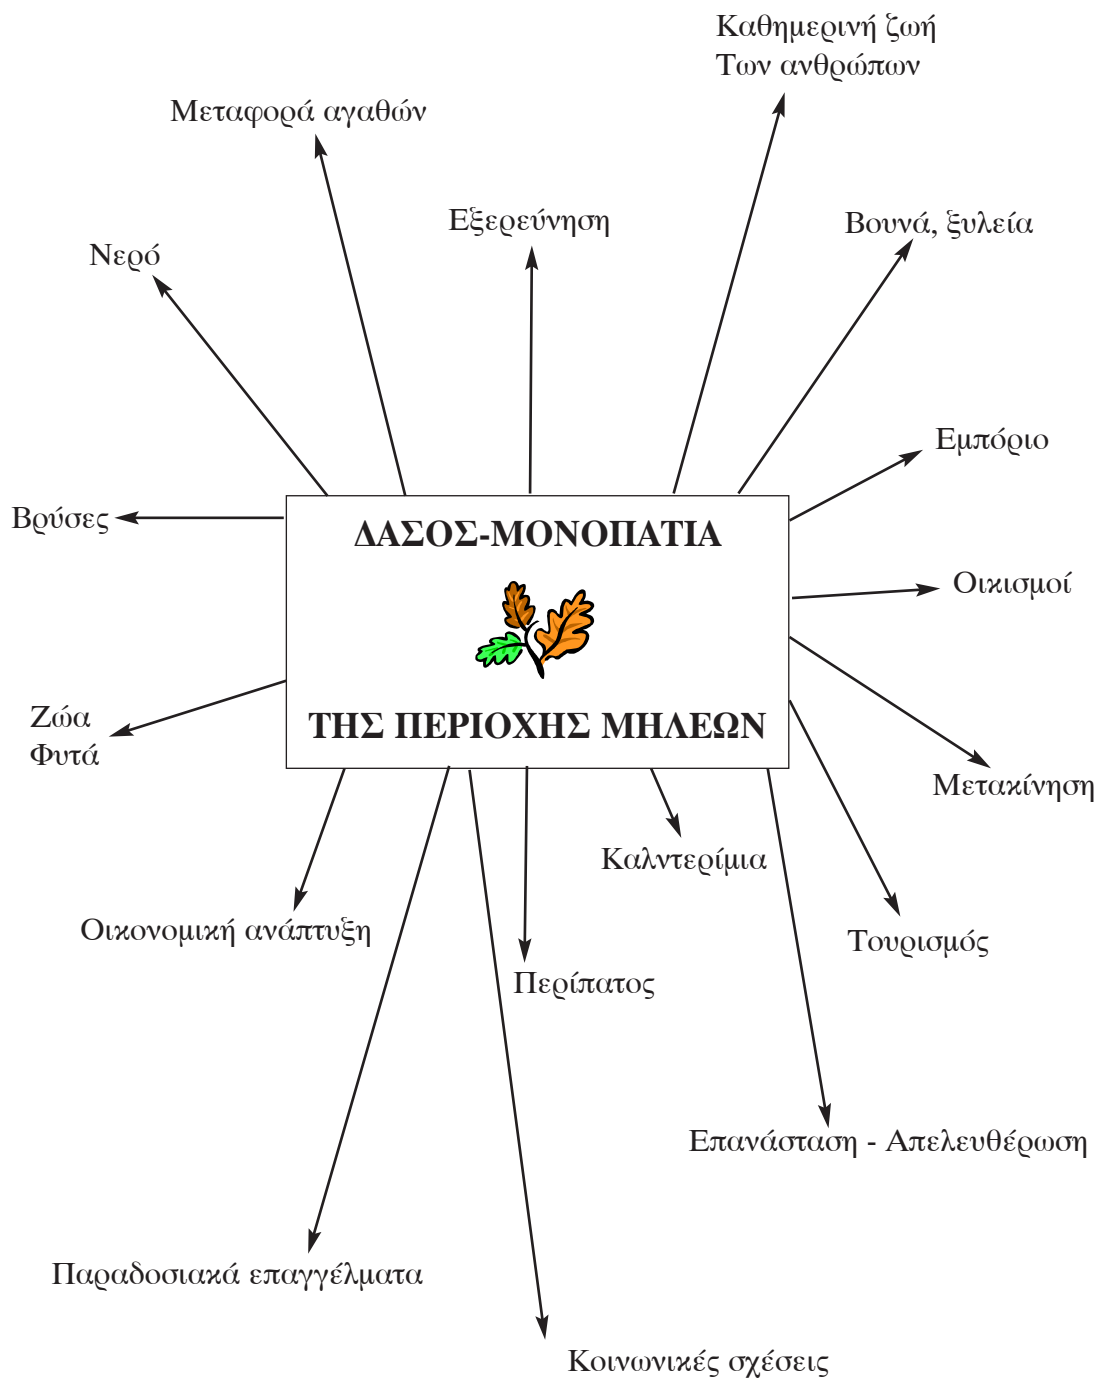 Καθημερινή ζωή
Των ανθρώπων
Μεταφορά αγαθών
Εξερεύνηση
Βουνά, ξυλεία
Νερό
Εμπόριο
Βρύσες
ΔΑΣΟΣ-ΜΟΝΟΠΑΤΙΑ
Οικισμοί
ΤΗΣ ΠΕΡΙΟΧΗΣ ΜΗΛΕΩΝ
Ζώα
Φυτά
Μετακίνηση
Καλντερίμια
Οικονομική ανάπτυξη
Τουρισμός
Περίπατος
Επανάσταση - Απελευθέρωση
Παραδοσιακά επαγγέλματα
Κοινωνικές σχέσεις